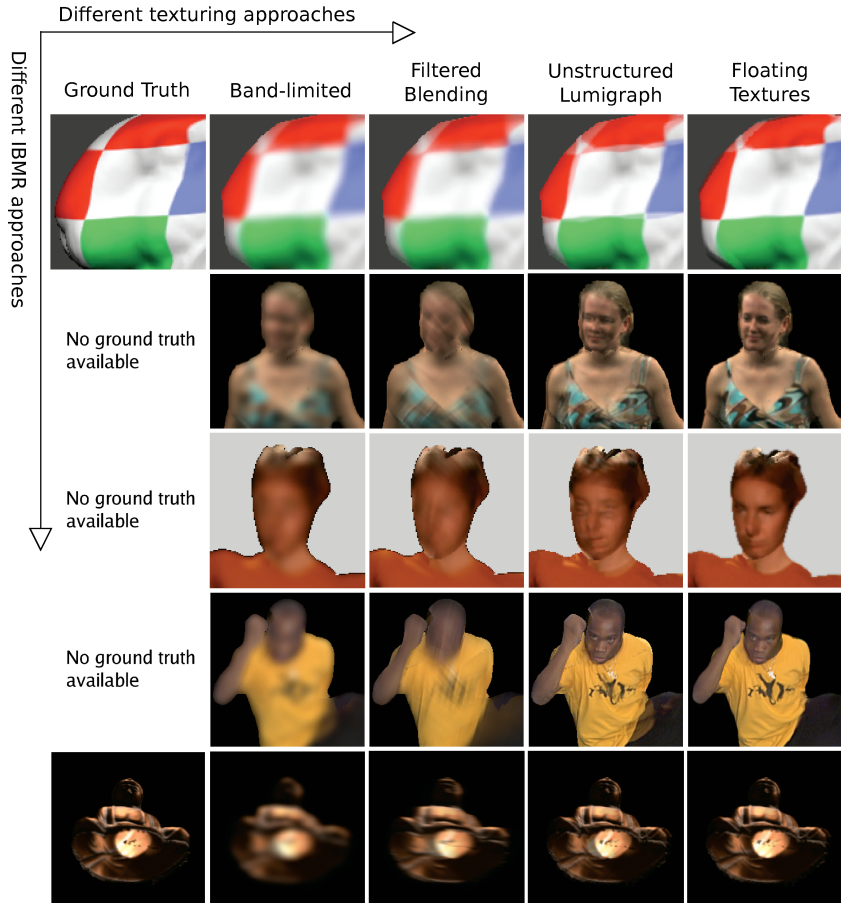 Different texturing approaches
Different IBMR approaches
Ground Truth
Band-limited
Filtered
Blending
Unstructured
Lumigraph
Floating
Textures
No ground truth
available
No ground truth
available
No ground truth
available